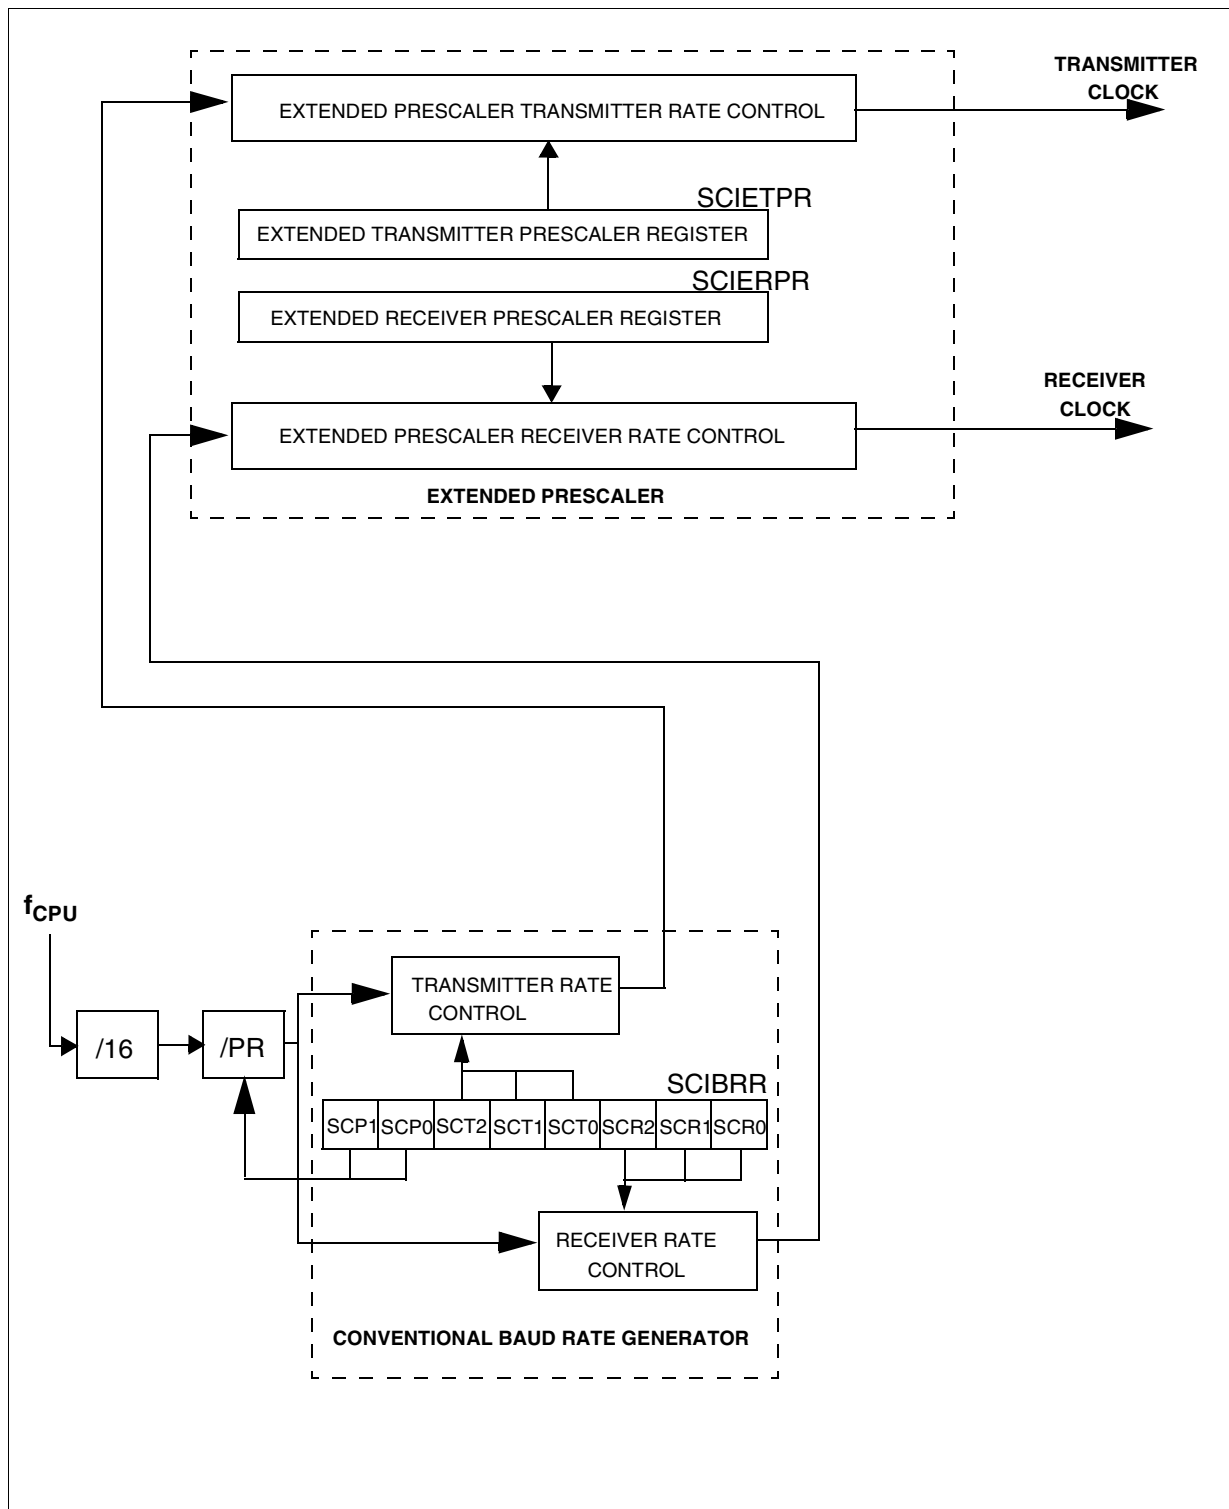 TRANSMITTER
CLOCK
EXTENDED PRESCALER TRANSMITTER RATE CONTROL
SCIETPR
EXTENDED TRANSMITTER PRESCALER REGISTER
SCIERPR
EXTENDED RECEIVER PRESCALER REGISTER
RECEIVER
CLOCK
EXTENDED PRESCALER RECEIVER RATE CONTROL
EXTENDED PRESCALER
fCPU
TRANSMITTER RATE
CONTROL
/16
/PR
SCIBRR
SCP1 SCP0 SCT2 SCT1 SCT0 SCR2 SCR1 SCR0
RECEIVER RATE
CONTROL
CONVENTIONAL BAUD RATE GENERATOR